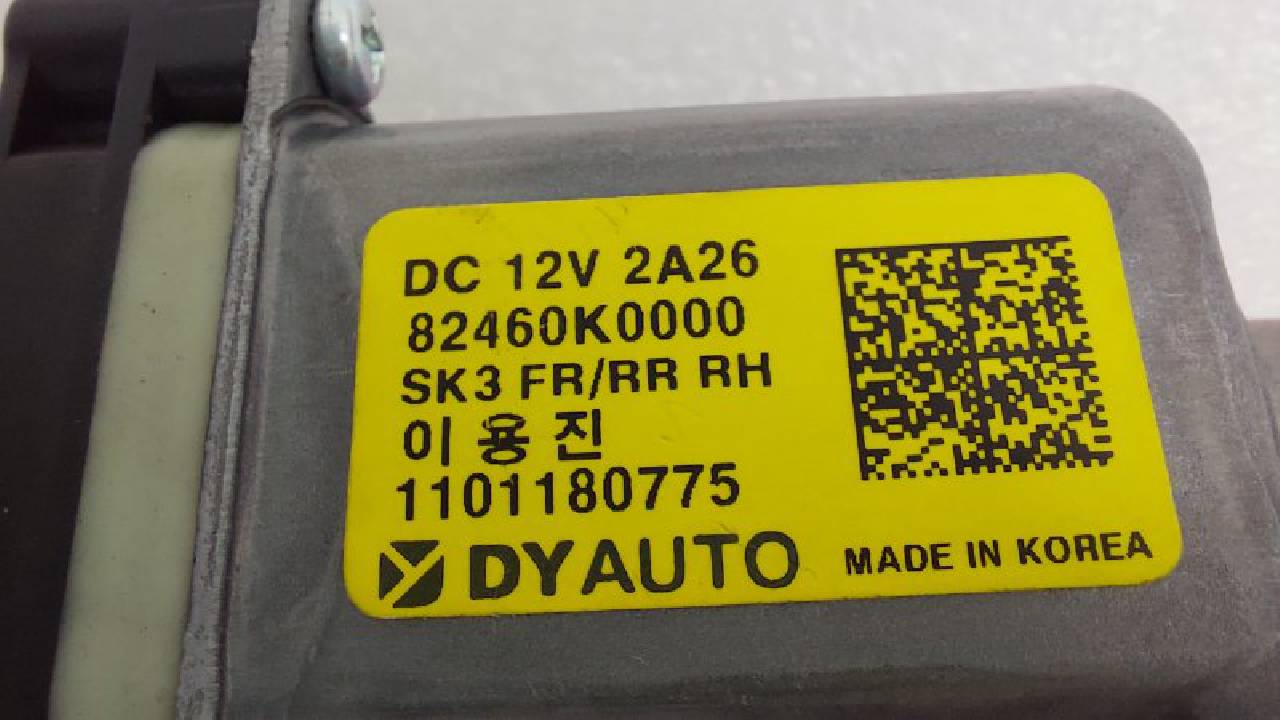 DC 12V 2A26
82460K0000
SK3 FR/RR RH
이용진
1101180775
DYAUTO
MADE IN KOREA